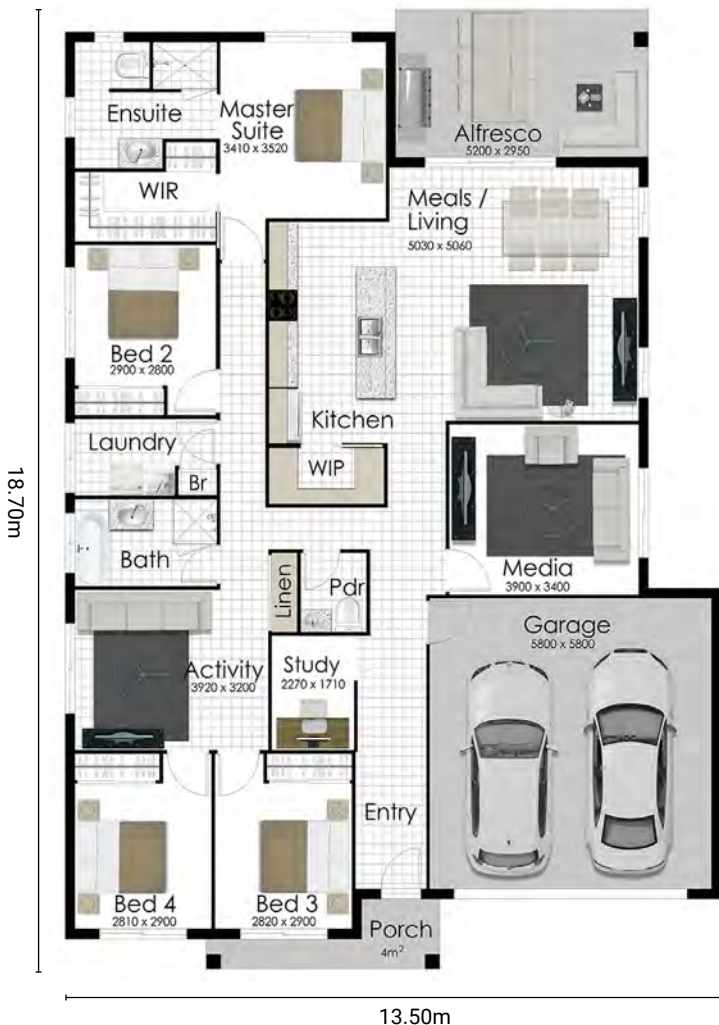 Ensuite
Master
Suite
3410 x 3520
Alfresco
5200 x 2950
WIR
Meals /
Living
5030 x 5060
Bed 2
2900 x 2800
Kitchen
Laundry
WIP
Br
18.70m
Bath
Media
3900 x 3400
Linen
Pdr
Garage
5800 x 5800
Activity
3920 x 3200
Study
2270 x 1710
Entry
Bed 4
2810 x 2900
Bed 3
2820 x 2900
Porch
4m²
13.50m